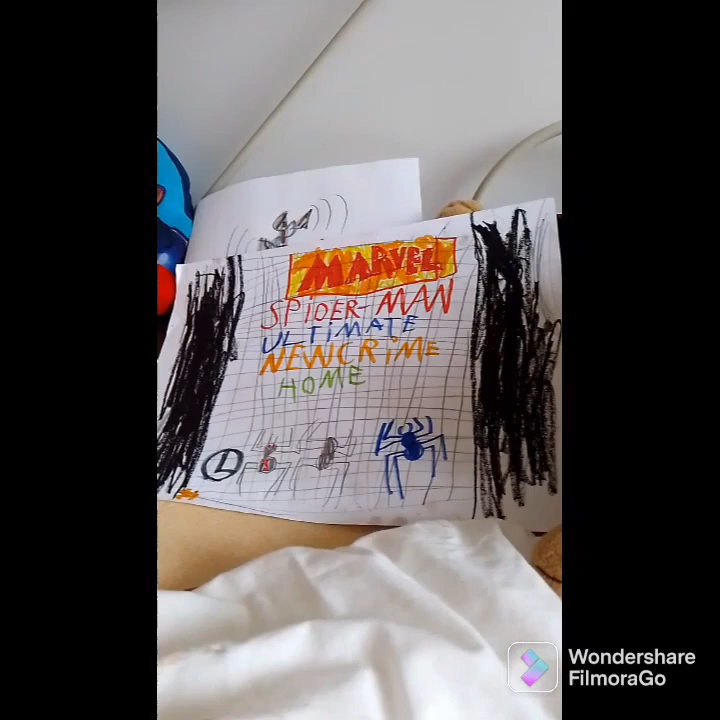 MARVEL
SPIDER-MAN
ULTiMATE
NEWCRiME
HOME
L
Wondershare
FilmoraGo